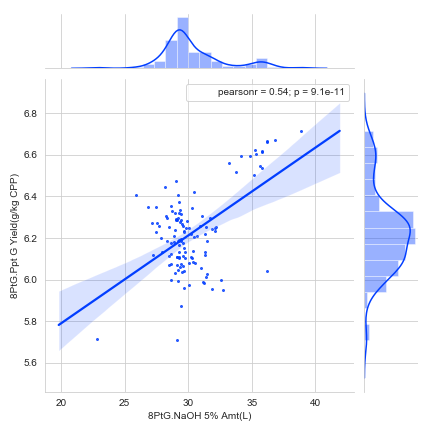 pearsonr = 0.54; p = 9.1e-11
8PtG.Ppt G Yield(g/kg CPP)
6.8
6.6
6.4
6.2
6.0
5.8
5.6
20 25 30 35 40
8PtG.NaOH 5% Amt(L)